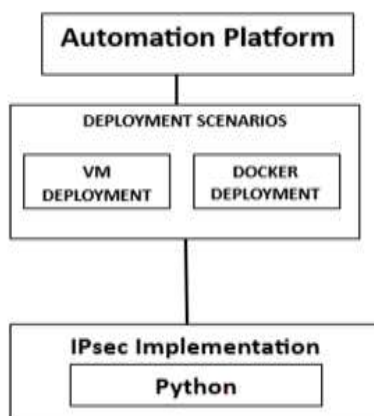 Automation Platform
DEPLOYMENT SCENARIOS
VM
DEPLOYMENT
DOCKER
DEPLOYMENT
IPsec Implementation
Python